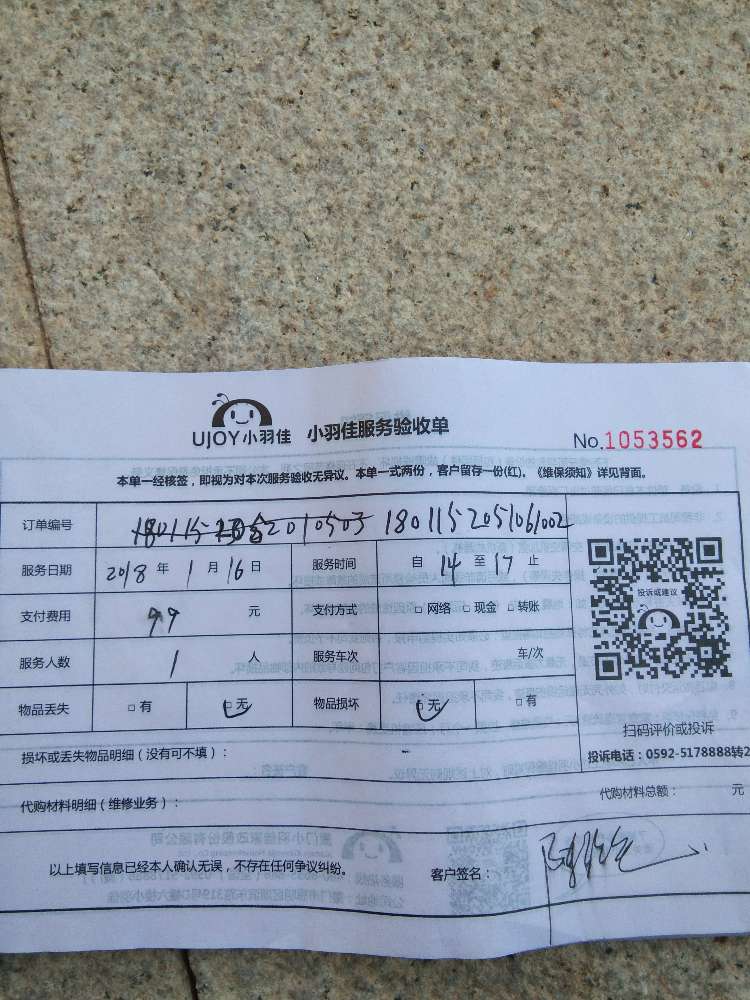 UJOY小羽佳 小羽佳服务验收单
No.1053562
本单一经核签，即视为对本次服务验收无异议。本单一式两份，客户留存一份(红)。《维保须知》详见背面。
订单编号 1801152051061002
服务日期 2018 年 1 月 16 日 服务时间 自 14 至 17 止
支付费用 99 元 支付方式 □ 网络 □ 现金 □ 转账
服务人数 1 人 服务车次 车/次
物品丢失 □ 有 □ 无 物品损坏 □ 无 □ 有
投诉或建议
扫码评价或投诉
投诉电话：0592-5178888转2
损坏或丢失物品明细（没有可不填）：
代购材料明细（维修业务）： 代购材料总额： 元
以上填写信息已经本人确认无误，不存在任何争议纠纷。 客户签名：